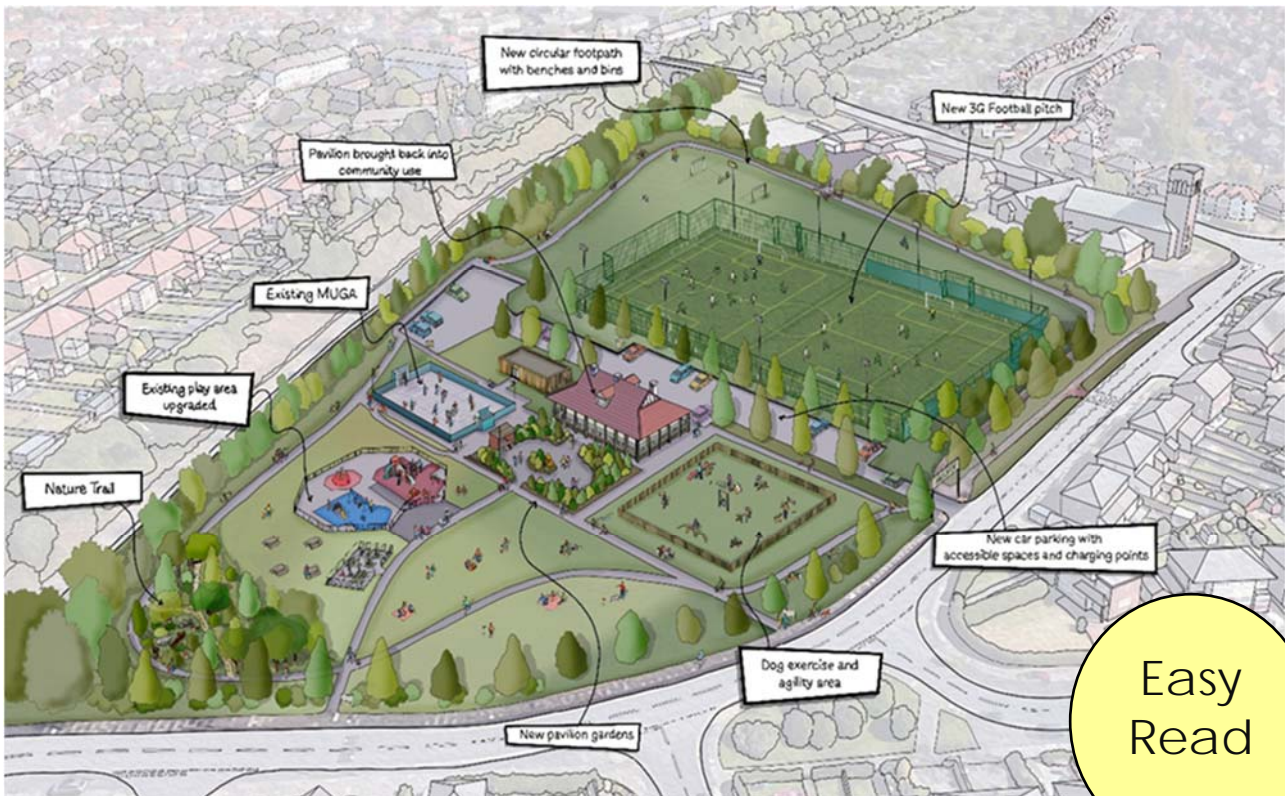 New circular footpath
with benches and bins
New 3G Football pitch
Pavilion brought back into
community use
Existing MUGA
Existing play area
upgraded
Nature Trail
New car parking with
accessible spaces and charging points
Dog exercise and
agility area
New pavilion gardens
Easy
Read